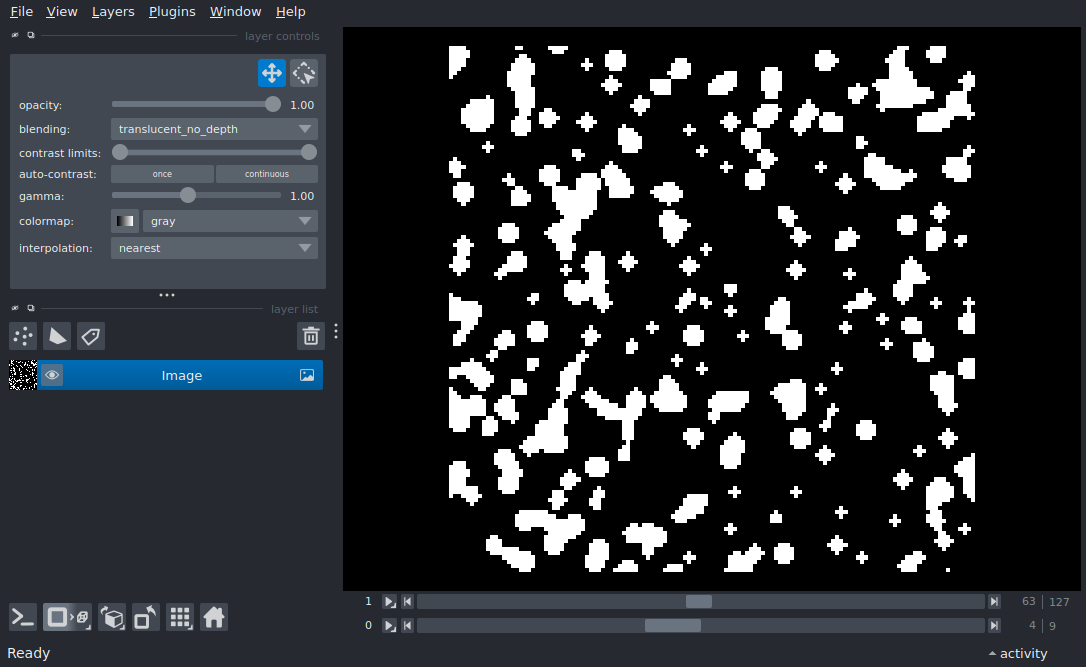 File View Layers Plugins Window Help
layer controls
opacity: 1.00
blending: translucent_no_depth
contrast limits:
auto-contrast: once continuous
gamma: 1.00
colormap: gray
interpolation: nearest
layer list
Image
1 63 127
0 4 9
Ready activity